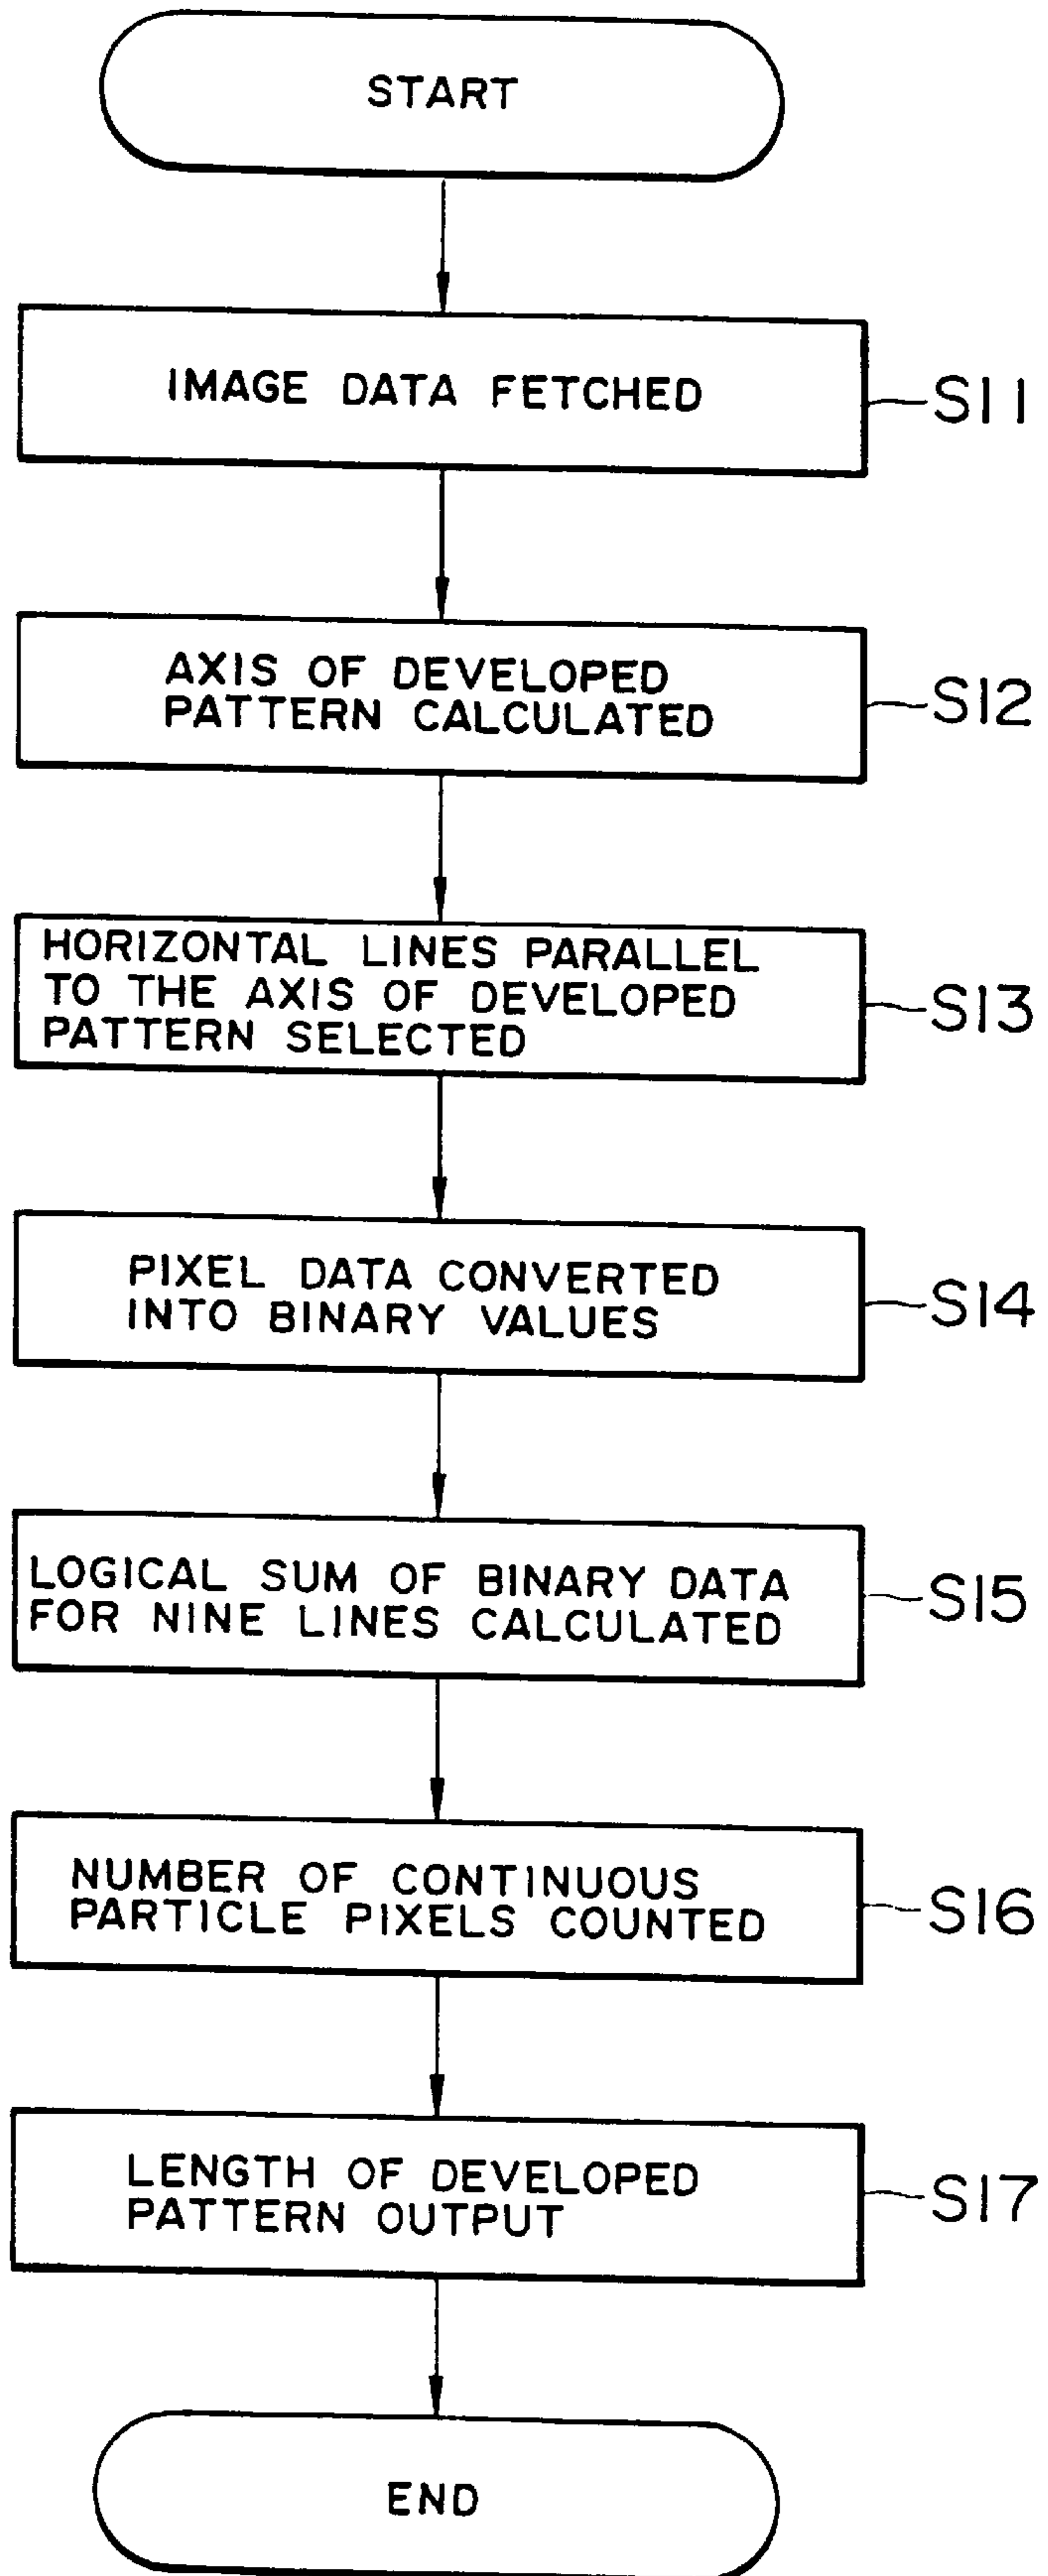 START
IMAGE DATA FETCHED
S11
AXIS OF DEVELOPED
PATTERN CALCULATED
S12
HORIZONTAL LINES PARALLEL
TO THE AXIS OF DEVELOPED
PATTERN SELECTED
S13
PIXEL DATA CONVERTED
INTO BINARY VALUES
S14
LOGICAL SUM OF BINARY DATA
FOR NINE LINES CALCULATED
S15
NUMBER OF CONTINUOUS
PARTICLE PIXELS COUNTED
S16
LENGTH OF DEVELOPED
PATTERN OUTPUT
S17
END